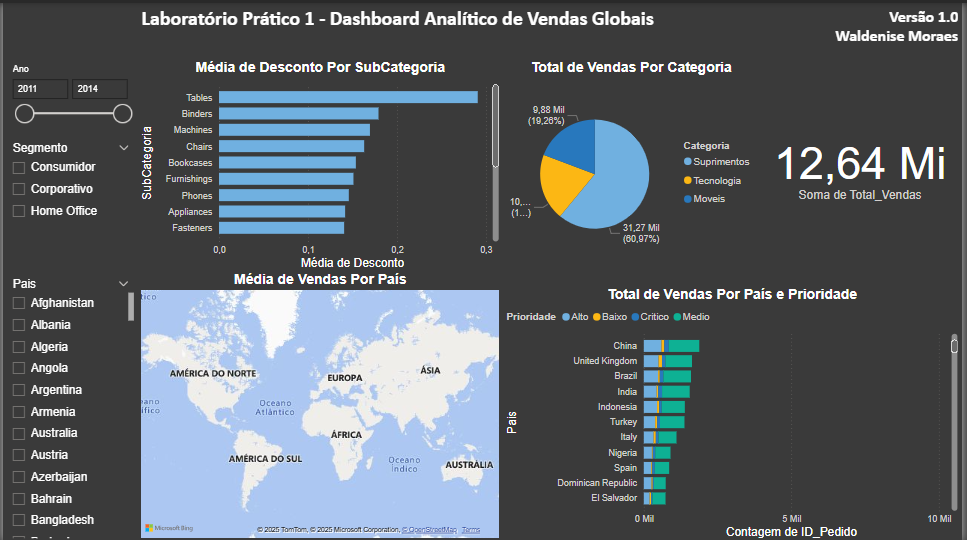 Laboratório Prático 1 - Dashboard Analítico de Vendas Globais
Versão 1.0
Waldenise Moraes
Ano
2011 2014
Segmento
Consumidor
Corporativo
Home Office
Pais
Afghanistan
Albania
Algeria
Angola
Argentina
Armenia
Australia
Austria
Azerbaijan
Bahrain
Bangladesh
Média de Desconto Por SubCategoria
SubCategoria
Tables
Binders
Machines
Chairs
Bookcases
Furnishings
Phones
Appliances
Fasteners
0,0 0,1 0,2 0,3
Média de Desconto
Total de Vendas Por Categoria
9,88 Mil
(19,26%)
10,...
(1...)
31,27 Mil
(60,97%)
Categoria
Suprimentos
Tecnologia
Moveis
12,64 Mi
Soma de Total_Vendas
Média de Vendas Por País
AMÉRICA DO NORTE
EUROPA
ÁSIA
Oceano
Atlântico
ÁFRICA
AMÉRICA DO SUL
Oceano
Índico
AUSTRÁLIA
Microsoft Bing
© 2025 TomTom, © 2025 Microsoft Corporation, © OpenStreetMap Terms
Total de Vendas Por País e Prioridade
Prioridade Alto Baixo Critico Medio
Pais
China
United Kingdom
Brazil
India
Indonesia
Turkey
Italy
Nigeria
Spain
Dominican Republic
El Salvador
0 Mil 5 Mil 10 Mil
Contagem de ID_Pedido